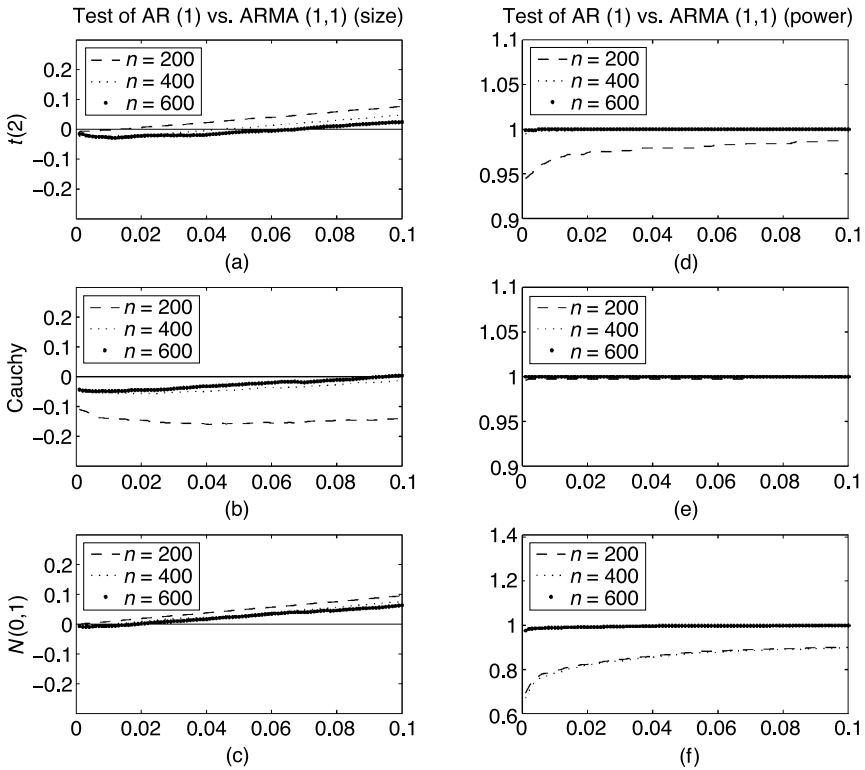 Test of AR (1) vs. ARMA (1,1) (size)
Test of AR (1) vs. ARMA (1,1) (power)
t(2)
0.2
0.1
0
−0.1
−0.2
n = 200
n = 400
n = 600
0 0.02 0.04 0.06 0.08 0.1
(a)
1.1
1.05
1
0.95
0.9
n = 200
n = 400
n = 600
0 0.02 0.04 0.06 0.08 0.1
(d)
Cauchy
0.2
0.1
0
−0.1
−0.2
n = 200
n = 400
n = 600
0 0.02 0.04 0.06 0.08 0.1
(b)
1.1
1.05
1
0.95
0.9
n = 200
n = 400
n = 600
0 0.02 0.04 0.06 0.08 0.1
(e)
N(0,1)
0.2
0.1
0
−0.1
−0.2
n = 200
n = 400
n = 600
0 0.02 0.04 0.06 0.08 0.1
(c)
1.4
1.2
1
0.8
0.6
n = 200
n = 400
n = 600
0 0.02 0.04 0.06 0.08 0.1
(f)